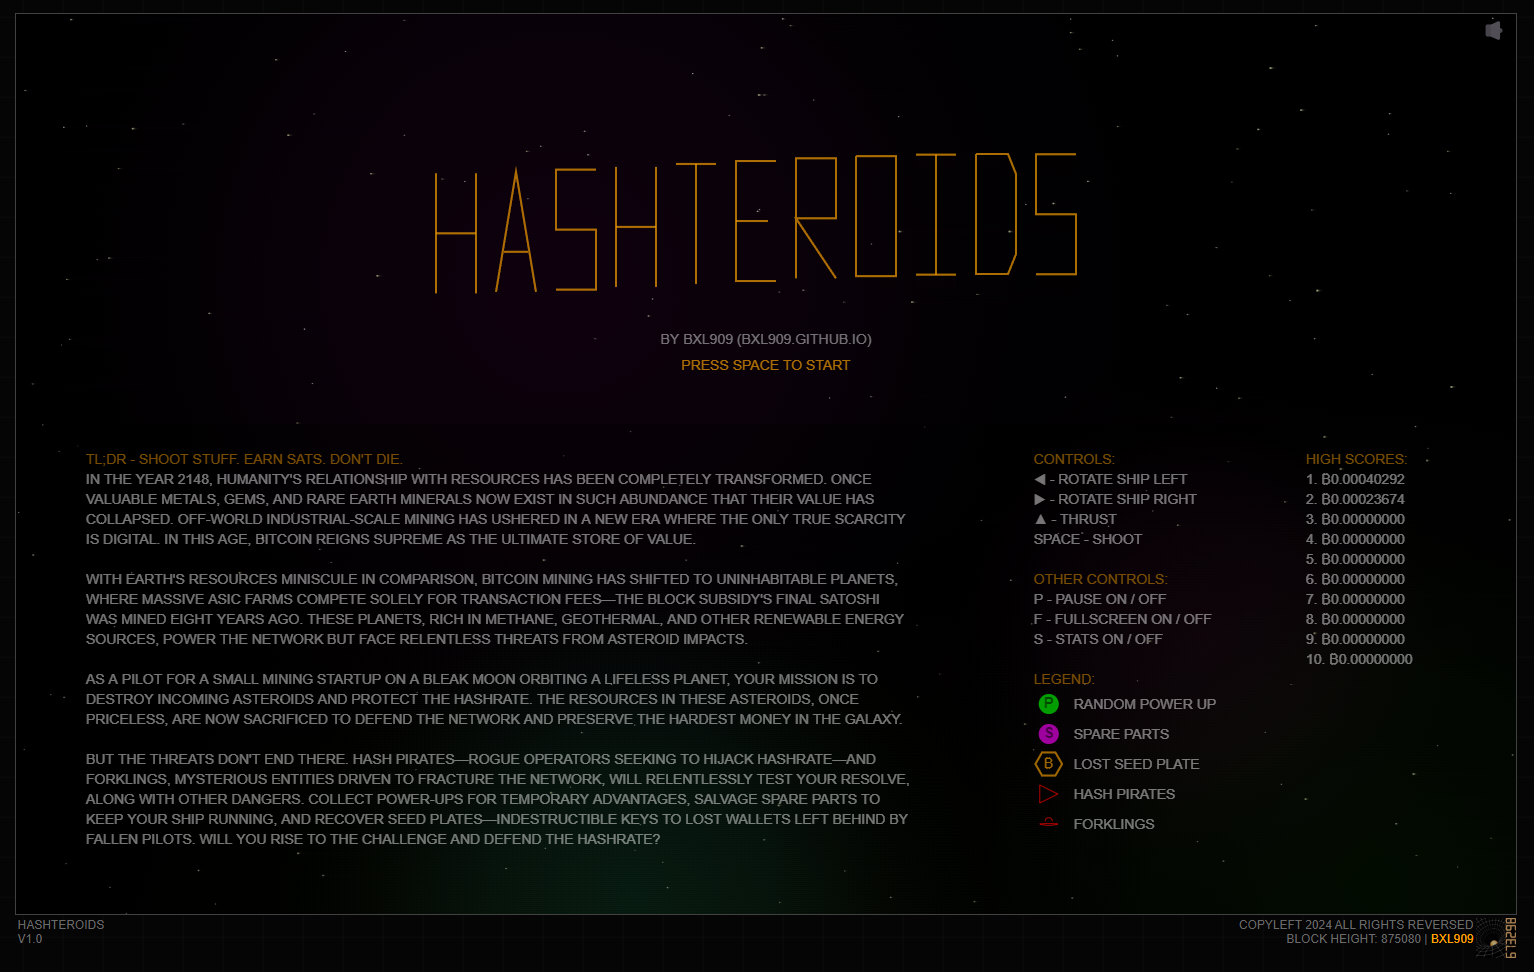 HASHTEROIDS
BY BXL909 (BXL909.GITHUB.IO)
PRESS SPACE TO START
TL;DR - SHOOT STUFF. EARN SATS. DON'T DIE.
IN THE YEAR 2148, HUMANITY'S RELATIONSHIP WITH RESOURCES HAS BEEN COMPLETELY TRANSFORMED. ONCE
VALUABLE METALS, GEMS, AND RARE EARTH MINERALS NOW EXIST IN SUCH ABUNDANCE THAT THEIR VALUE HAS
COLLAPSED. OFF-WORLD INDUSTRIAL-SCALE MINING HAS USHERED IN A NEW ERA WHERE THE ONLY TRUE SCARCITY
IS DIGITAL. IN THIS AGE, BITCOIN REIGNS SUPREME AS THE ULTIMATE STORE OF VALUE.
WITH EARTH'S RESOURCES MINISCULE IN COMPARISON, BITCOIN MINING HAS SHIFTED TO UNINHABITABLE PLANETS,
WHERE MASSIVE ASIC FARMS COMPETE SOLELY FOR TRANSACTION FEES—THE BLOCK SUBSIDY'S FINAL SATOSHI
WAS MINED EIGHT YEARS AGO. THESE PLANETS, RICH IN METHANE, GEOTHERMAL, AND OTHER RENEWABLE ENERGY
SOURCES, POWER THE NETWORK BUT FACE RELENTLESS THREATS FROM ASTEROID IMPACTS.
AS A PILOT FOR A SMALL MINING STARTUP ON A BLEAK MOON ORBITING A LIFELESS PLANET, YOUR MISSION IS TO
DESTROY INCOMING ASTEROIDS AND PROTECT THE HASHRATE. THE RESOURCES IN THESE ASTEROIDS, ONCE
PRICELESS, ARE NOW SACRIFICED TO DEFEND THE NETWORK AND PRESERVE THE HARDEST MONEY IN THE GALAXY.
BUT THE THREATS DON'T END THERE. HASH PIRATES—ROGUE OPERATORS SEEKING TO HIJACK HASHRATE—AND
FORKLINGS, MYSTERIOUS ENTITIES DRIVEN TO FRACTURE THE NETWORK, WILL RELENTLESSLY TEST YOUR RESOLVE,
ALONG WITH OTHER DANGERS. COLLECT POWER-UPS FOR TEMPORARY ADVANTAGES, SALVAGE SPARE PARTS TO
KEEP YOUR SHIP RUNNING, AND RECOVER SEED PLATES—INDESTRUCTIBLE KEYS TO LOST WALLETS LEFT BEHIND BY
FALLEN PILOTS. WILL YOU RISE TO THE CHALLENGE AND DEFEND THE HASHRATE?
CONTROLS:
◀ - ROTATE SHIP LEFT
▶ - ROTATE SHIP RIGHT
▲ - THRUST
SPACE - SHOOT
OTHER CONTROLS:
P - PAUSE ON / OFF
F - FULLSCREEN ON / OFF
S - STATS ON / OFF
LEGEND:
P RANDOM POWER UP
S SPARE PARTS
B LOST SEED PLATE
HASH PIRATES
FORKLINGS
HIGH SCORES:
1. ₿0.00040292
2. ₿0.00023674
3. ₿0.00000000
4. ₿0.00000000
5. ₿0.00000000
6. ₿0.00000000
7. ₿0.00000000
8. ₿0.00000000
9. ₿0.00000000
10. ₿0.00000000
HASHTEROIDS
V1.0
COPYLEFT 2024 ALL RIGHTS REVERSED
BLOCK HEIGHT: 875080 | BXL909